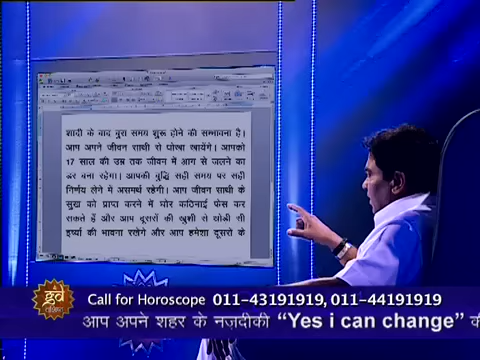 शादी के बाद बुरा समय शुरू होने की सम्भावना है।
आप अपने जीवन साथी से धोखा खायेंगे। आपको
17 साल की उम्र तक जीवन में आग से जलने का
डर बना रहेगा। आपकी बुद्धि सही समय पर सही
निर्णय लेने में असमर्थ रहेगी। आप जीवन साथी के
सुख को प्राप्त करने में घोर कठिनाई फेस कर
सकते हैं और आप दूसरों की खुशी से थोडी सी
इर्ष्या की भावना रखेगे और आप हमेशा दूसरो के
Call for Horoscope 011-43191919, 011-44191919
आप अपने शहर के नज़दीकी "Yes i can change" की